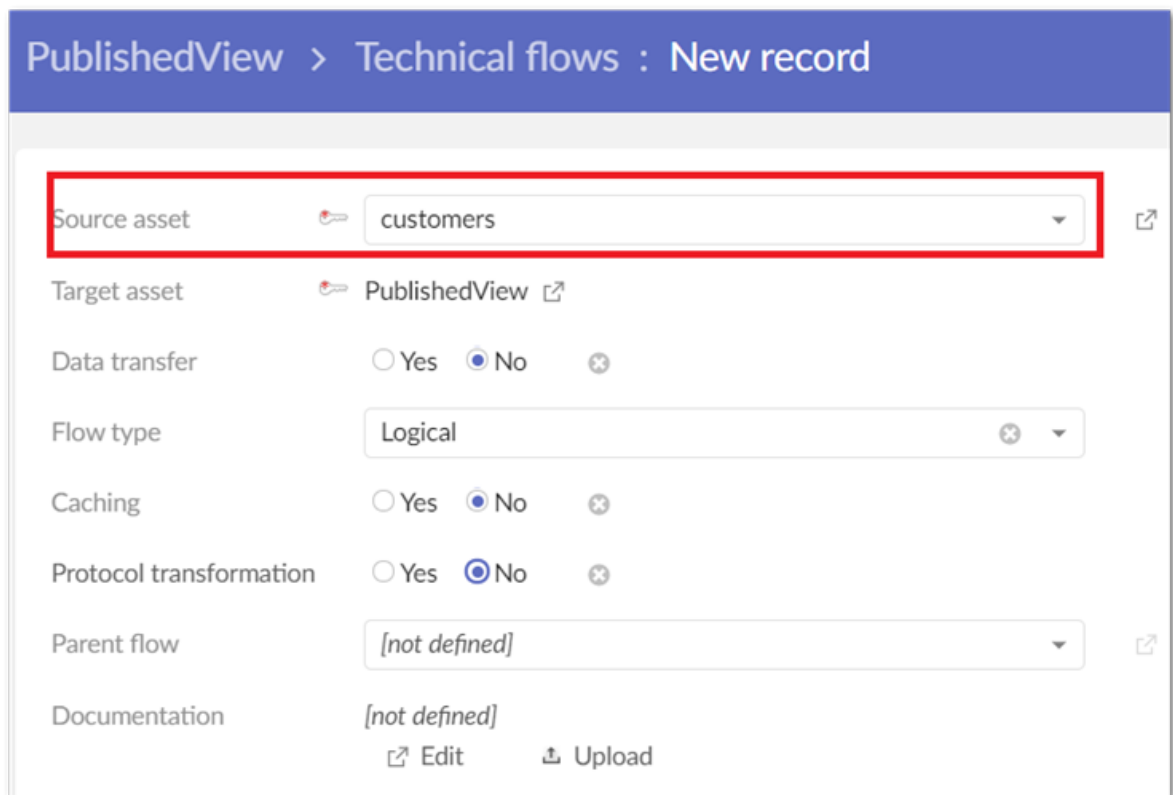 PublishedView > Technical flows : New record
Source asset customers
Target asset PublishedView
Data transfer Yes No
Flow type Logical
Caching Yes No
Protocol transformation Yes No
Parent flow [not defined]
Documentation [not defined]
Edit Upload